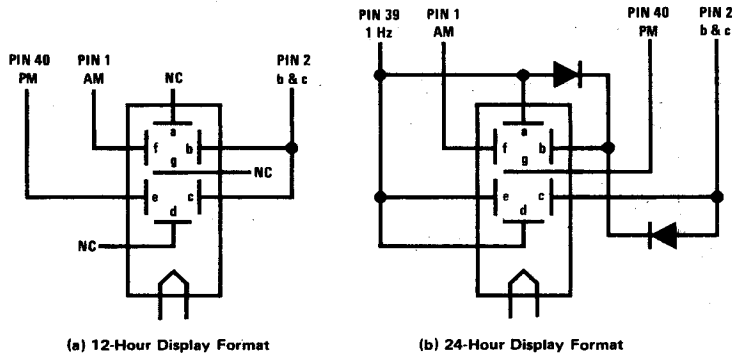 PIN 40
PM
PIN 1
AM
NC
PIN 2
b & c
a
f
b
g
NC
e
c
d
NC
(a) 12-Hour Display Format
PIN 39
1 Hz
PIN 1
AM
PIN 40
PM
PIN 2
b & c
a
f
b
g
e
c
d
(b) 24-Hour Display Format